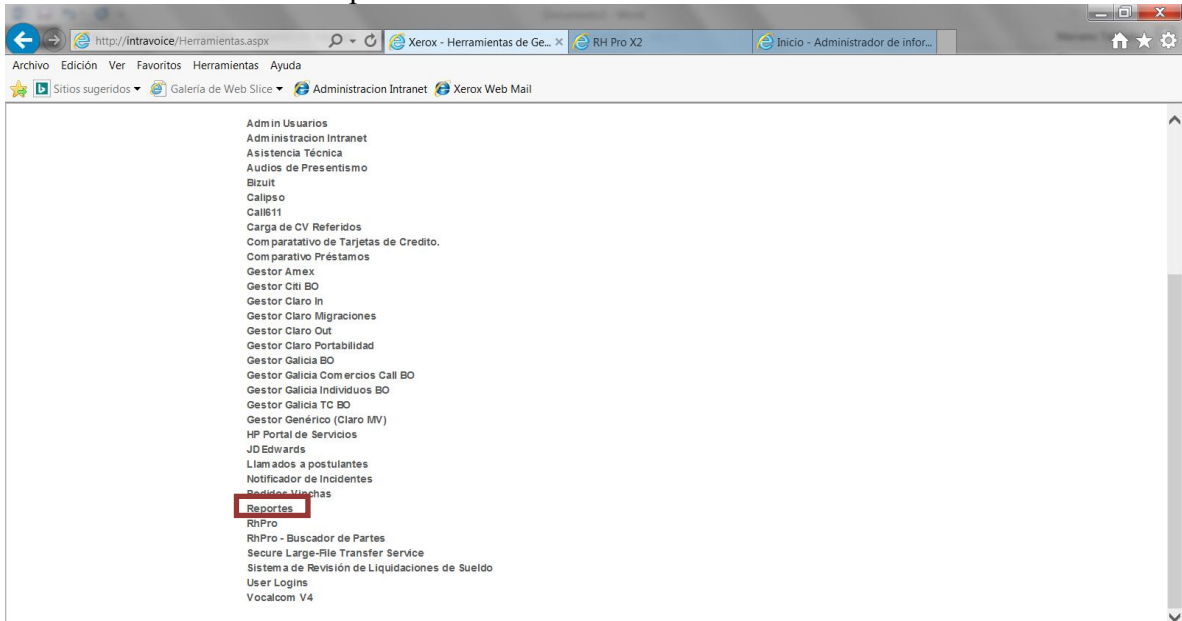 http://intravoice/Herramientas.aspx
Xerox - Herramientas de Ge...
RH Pro X2
Inicio - Administrador de infor...
Archivo Edición Ver Favoritos Herramientas Ayuda
Sitios sugeridos Galería de Web Slice Administracion Intranet Xerox Web Mail
Admin Usuarios
Administracion Intranet
Asistencia Técnica
Audios de Presentismo
Bizuit
Calipso
Call611
Carga de CV Referidos
Comparatativo de Tarjetas de Credito.
Comparativo Préstamos
Gestor Amex
Gestor Citi BO
Gestor Claro In
Gestor Claro Migraciones
Gestor Claro Out
Gestor Claro Portabilidad
Gestor Galicia BO
Gestor Galicia Comercios Call BO
Gestor Galicia Individuos BO
Gestor Galicia TC BO
Gestor Genérico (Claro MV)
HP Portal de Servicios
JDEdwards
Llamados a postulantes
Notificador de Incidentes
Pedidos Vinchas
Reportes
RhPro
RhPro - Buscador de Partes
Secure Large-File Transfer Service
Sistema de Revisión de Liquidaciones de Sueldo
User Logins
Vocalcom V4